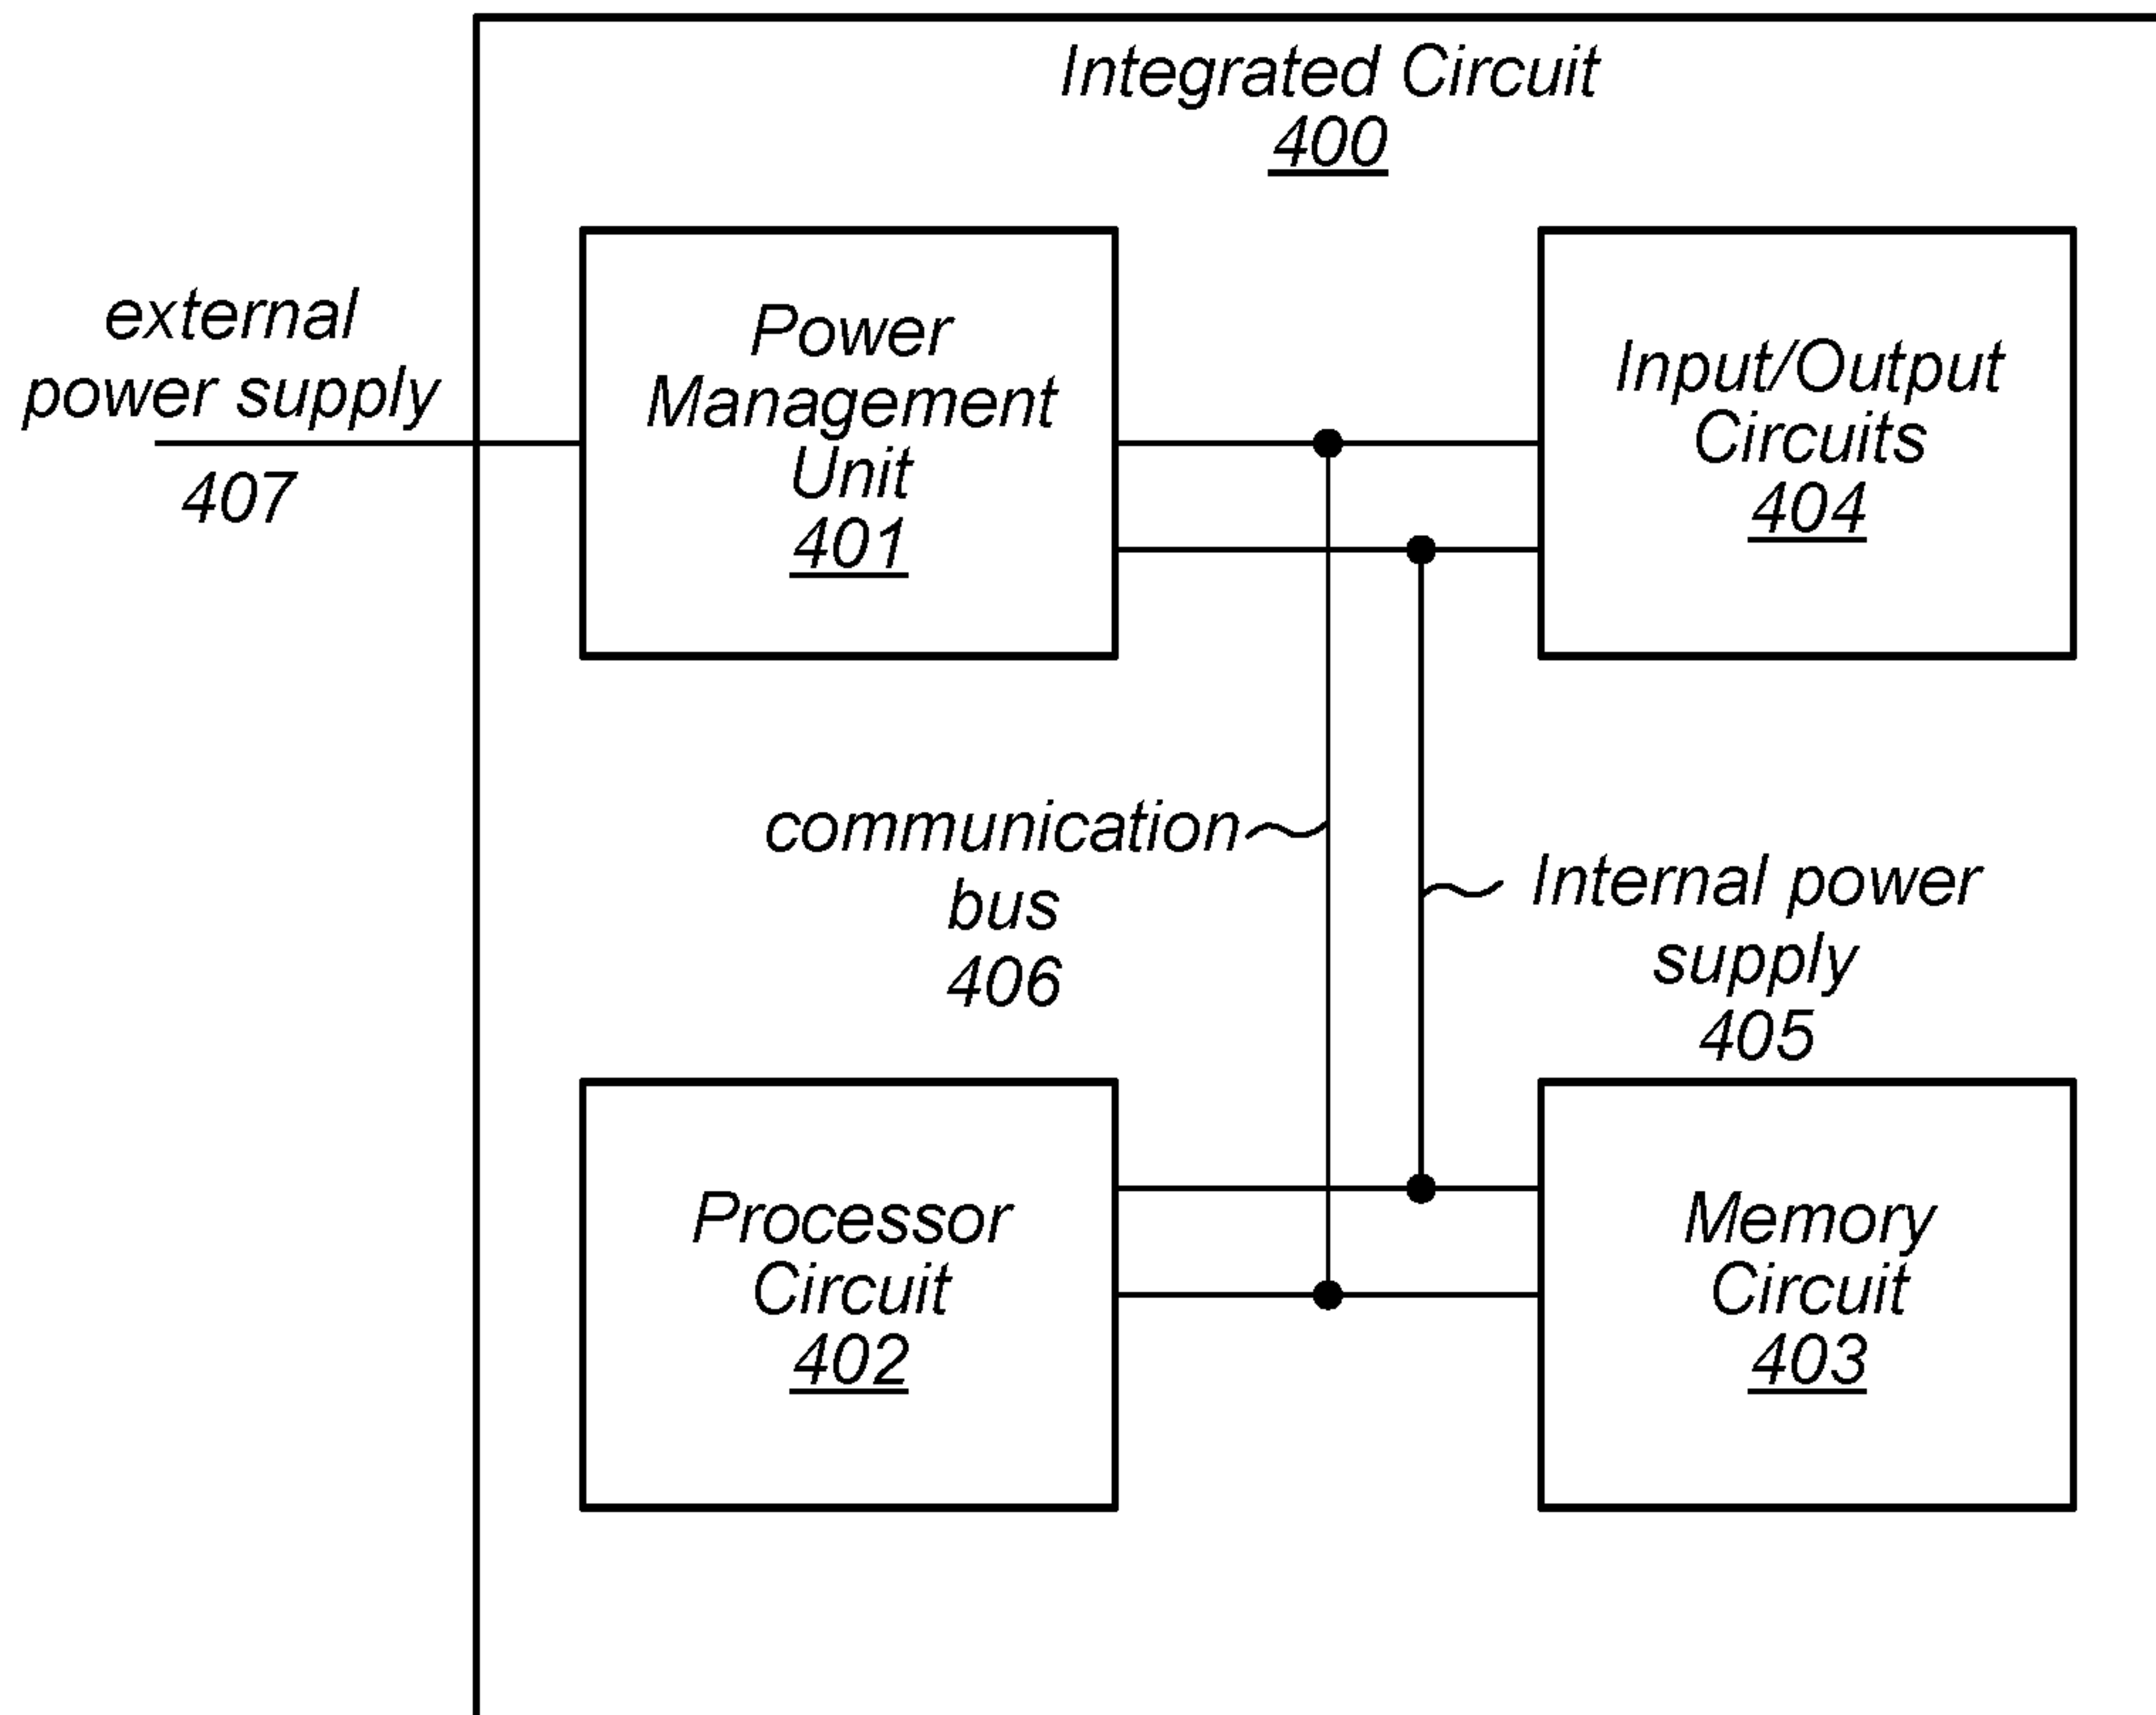 Integrated Circuit
400
external
power supply
407
Power
Management
Unit
401
Input/Output
Circuits
404
communication
bus
406
Internal power
supply
405
Processor
Circuit
402
Memory
Circuit
403